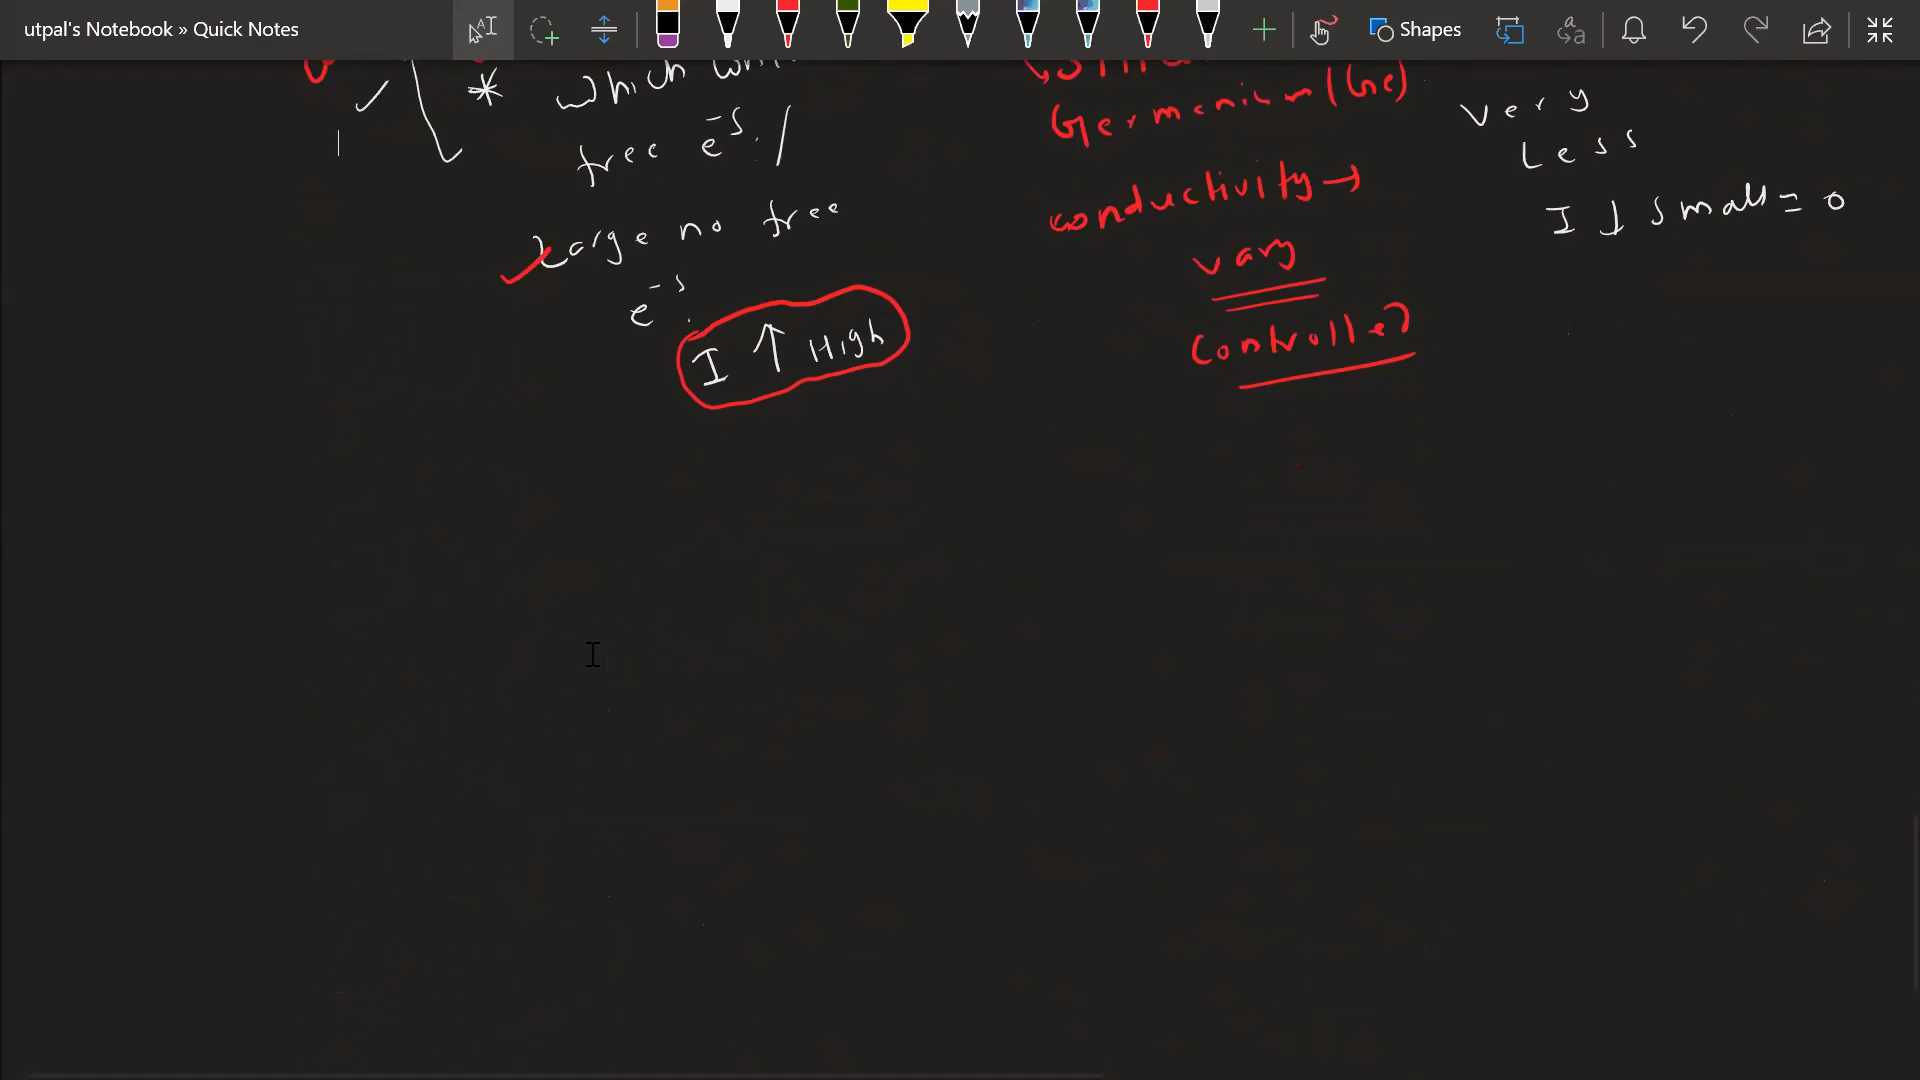 utpal's Notebook » Quick Notes
Shapes
* which
free e⁻s.
Large no free
e⁻s.
I ↑ High
Germanium (Ge)
conductivity →
vary
controlled
very
Less
I ↓ small = 0